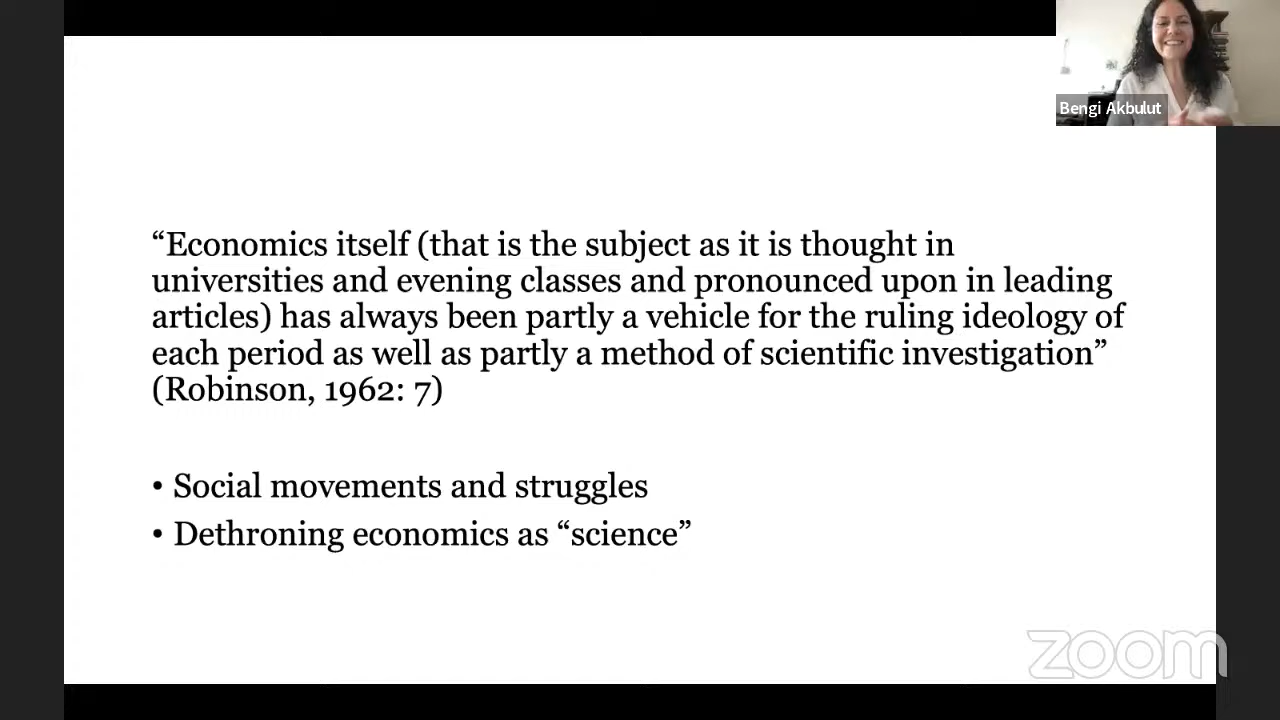 Bengi Akbulut
“Economics itself (that is the subject as it is thought in
universities and evening classes and pronounced upon in leading
articles) has always been partly a vehicle for the ruling ideology of
each period as well as partly a method of scientific investigation”
(Robinson, 1962: 7)
• Social movements and struggles
• Dethroning economics as “science”
zoom